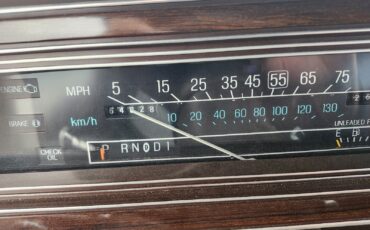 ENGINE
MPH 5 15 25 35 45 55 65 75
64828
km/h 10 20 40 60 80 100 120 130
BRAKE
UNLEADED F
E
CHECK
OIL
P R N D D 1